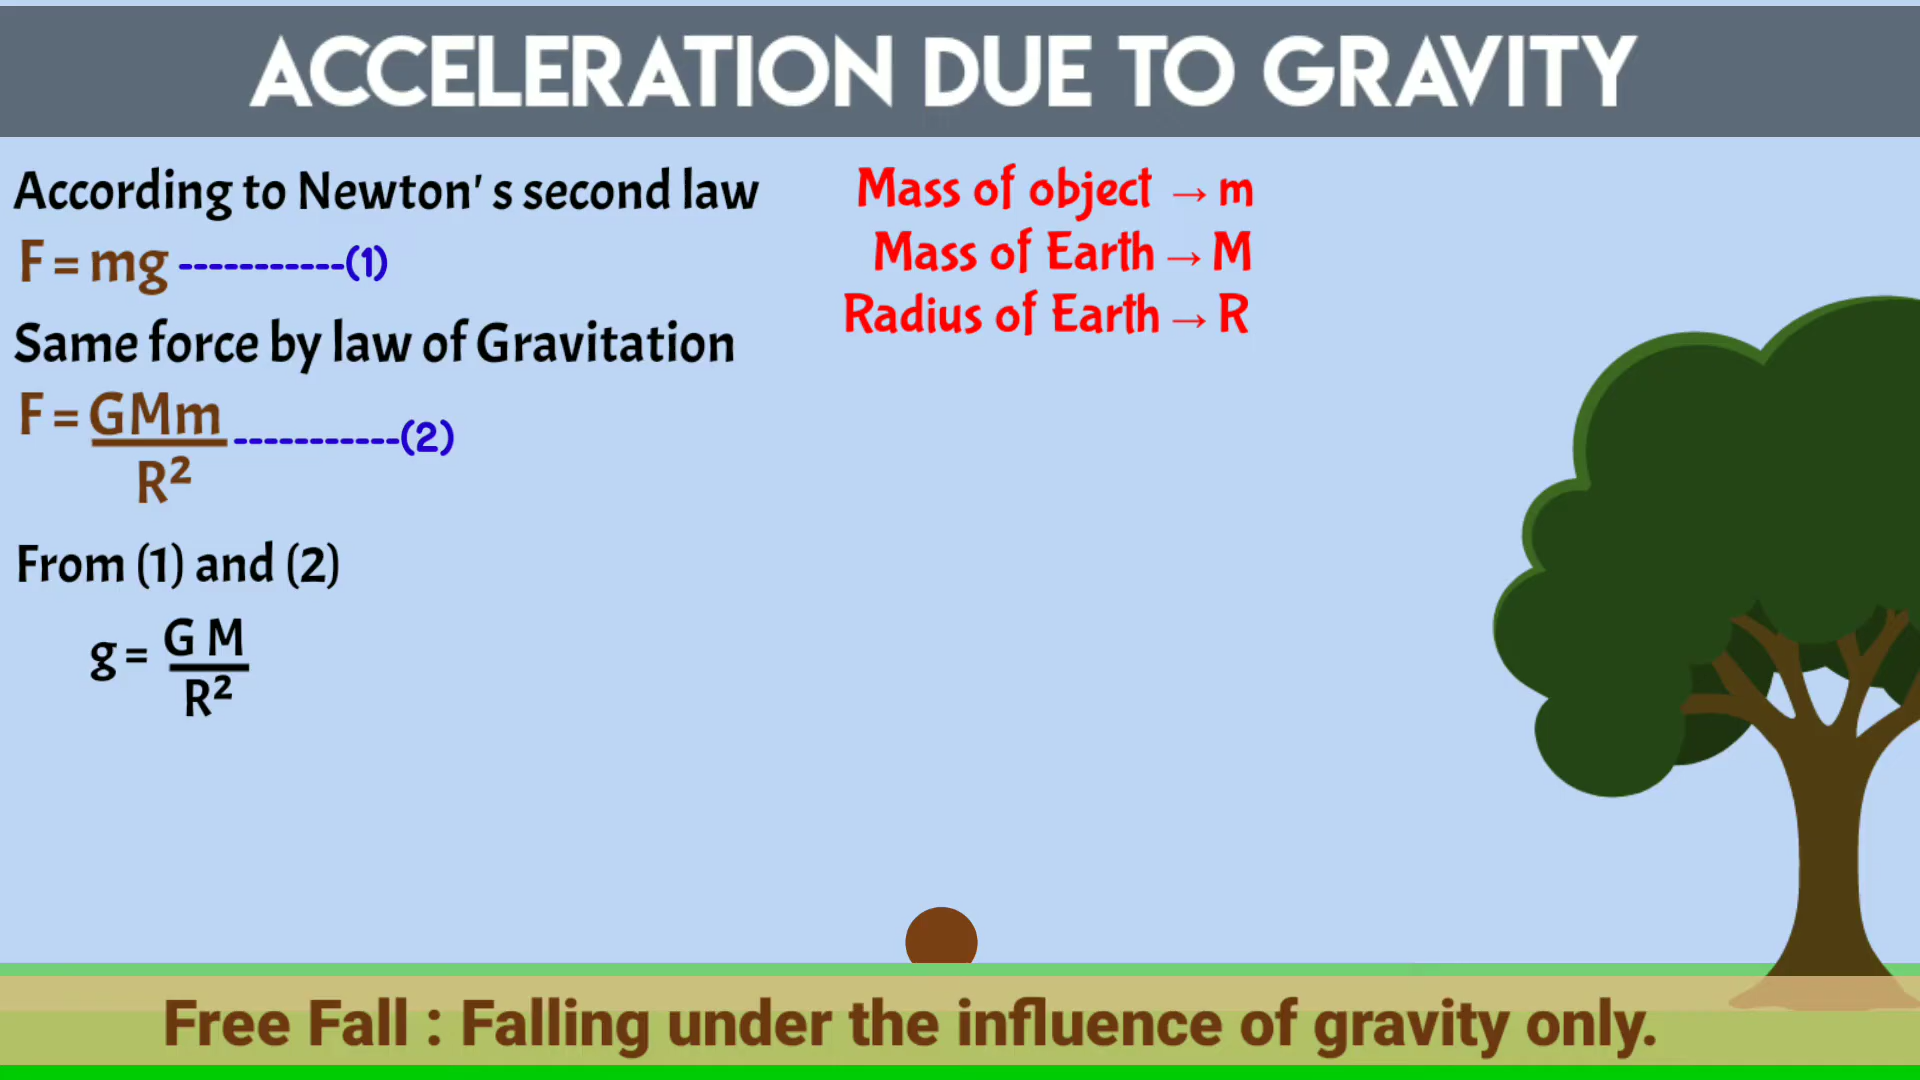 ACCELERATION DUE TO GRAVITY
According to Newton' s second law
F = mg -----------(1)
Same force by law of Gravitation
F = GMm -----------(2)
R²
From (1) and (2)
g = G M
R²
Mass of object → m
Mass of Earth → M
Radius of Earth → R
Free Fall : Falling under the influence of gravity only.